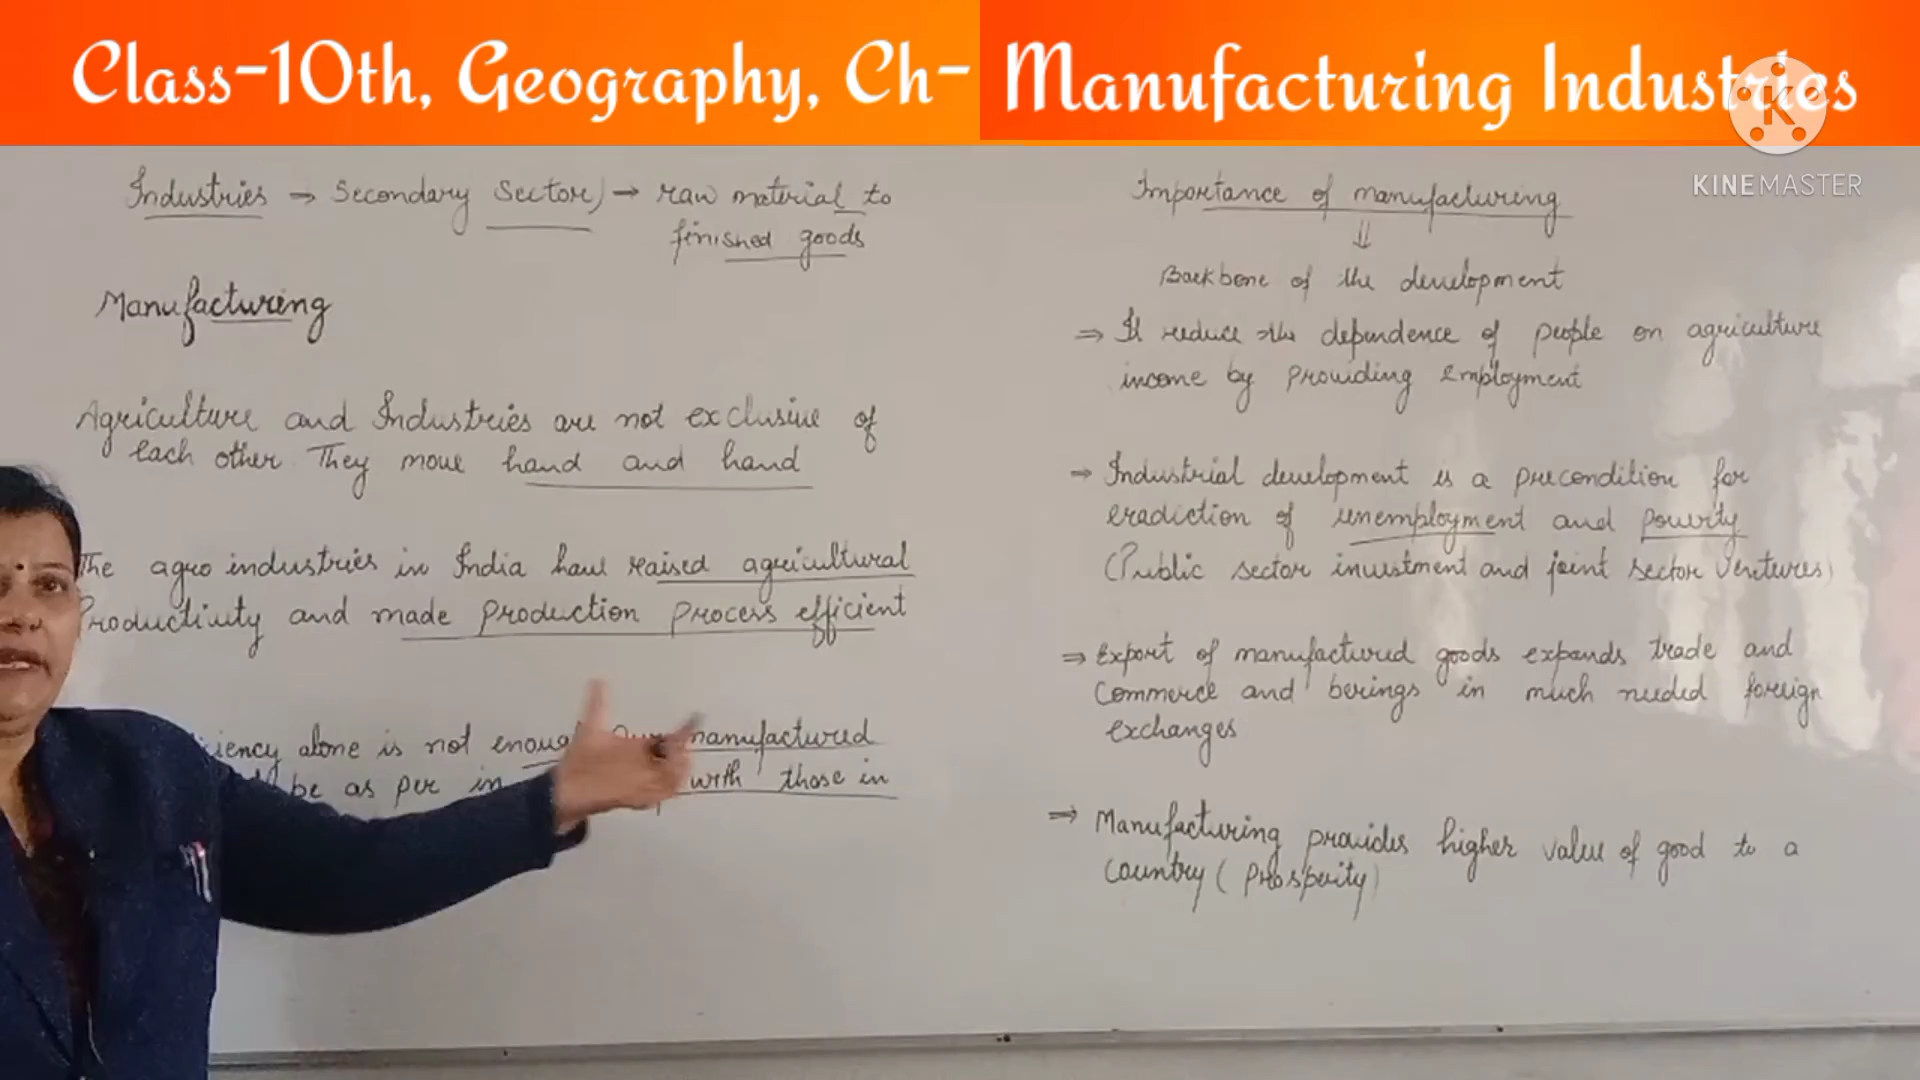 Class-10th, Geography, Ch- Manufacturing Industries
KINEMASTER
Industries → Secondary Sector) → raw material to
finished goods
Manufacturing
Agriculture and Industries are not exclusive of
each other. They move hand and hand
The agro industries in India have raised agricultural
Productivity and made production process efficient
alone is not manufactured
be as per in with those in
Importance of manufacturing
⇓
Backbone of the development
⇒ It reduce the dependence of people on agriculture
income by providing employment
→ Industrial development is a precondition for
eradiction of unemployment and poverty
(Public sector investment and joint sector ventures)
⇒ Export of manufactured goods expands trade and
Commerce and berings in much needed foreign
exchanges
⇒ Manufacturing provides higher value of good to a
Country ( Prosperity)